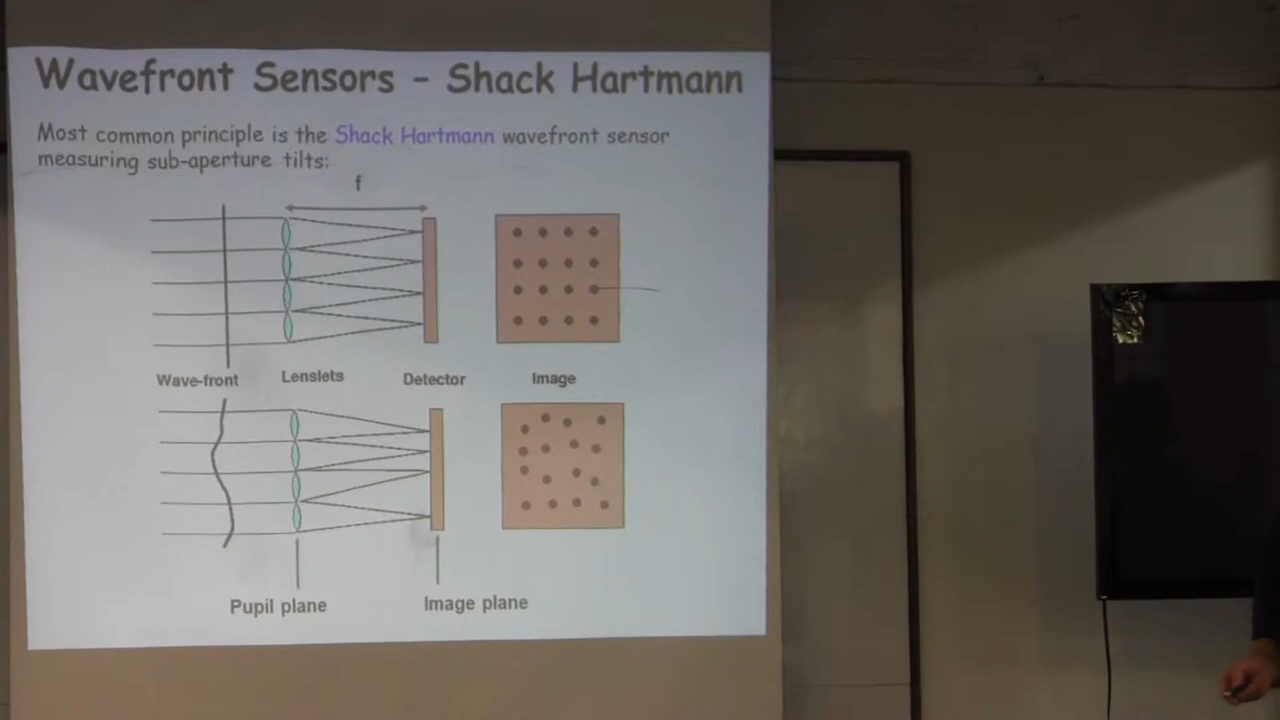 Wavefront Sensors - Shack Hartmann
Most common principle is the Shack Hartmann wavefront sensor
measuring sub-aperture tilts:
f
Wave-front Lenslets Detector Image
Pupil plane Image plane